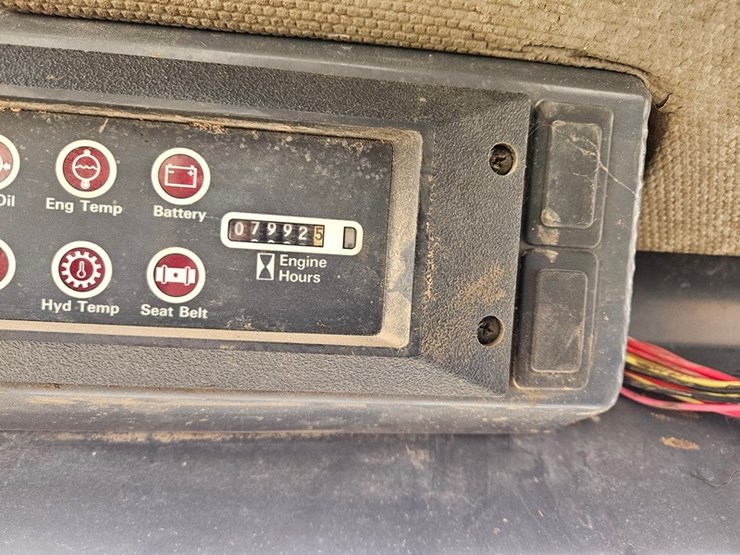 Oil
Eng Temp
Battery
079925
Engine
Hours
Hyd Temp
Seat Belt